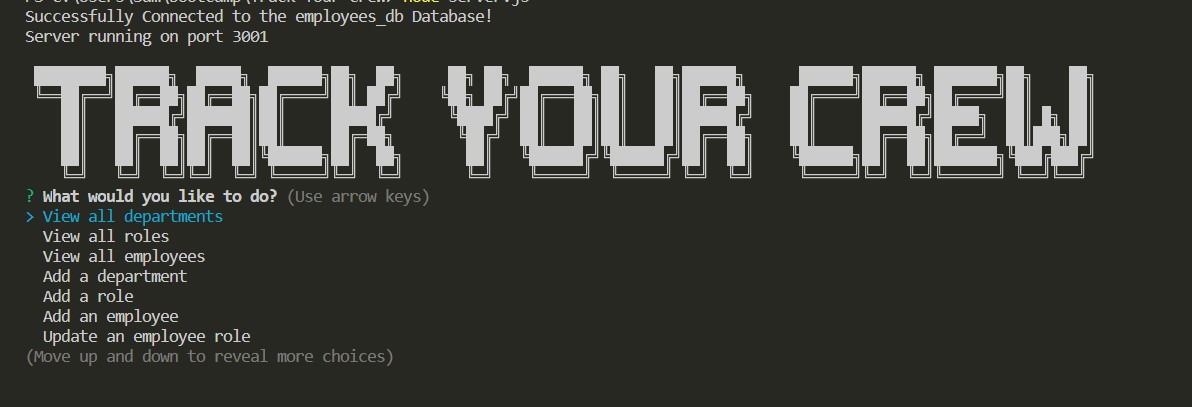 Successfully Connected to the employees_db Database!
Server running on port 3001
TRACK YOUR CREW
? What would you like to do? (Use arrow keys)
> View all departments
View all roles
View all employees
Add a department
Add a role
Add an employee
Update an employee role
(Move up and down to reveal more choices)